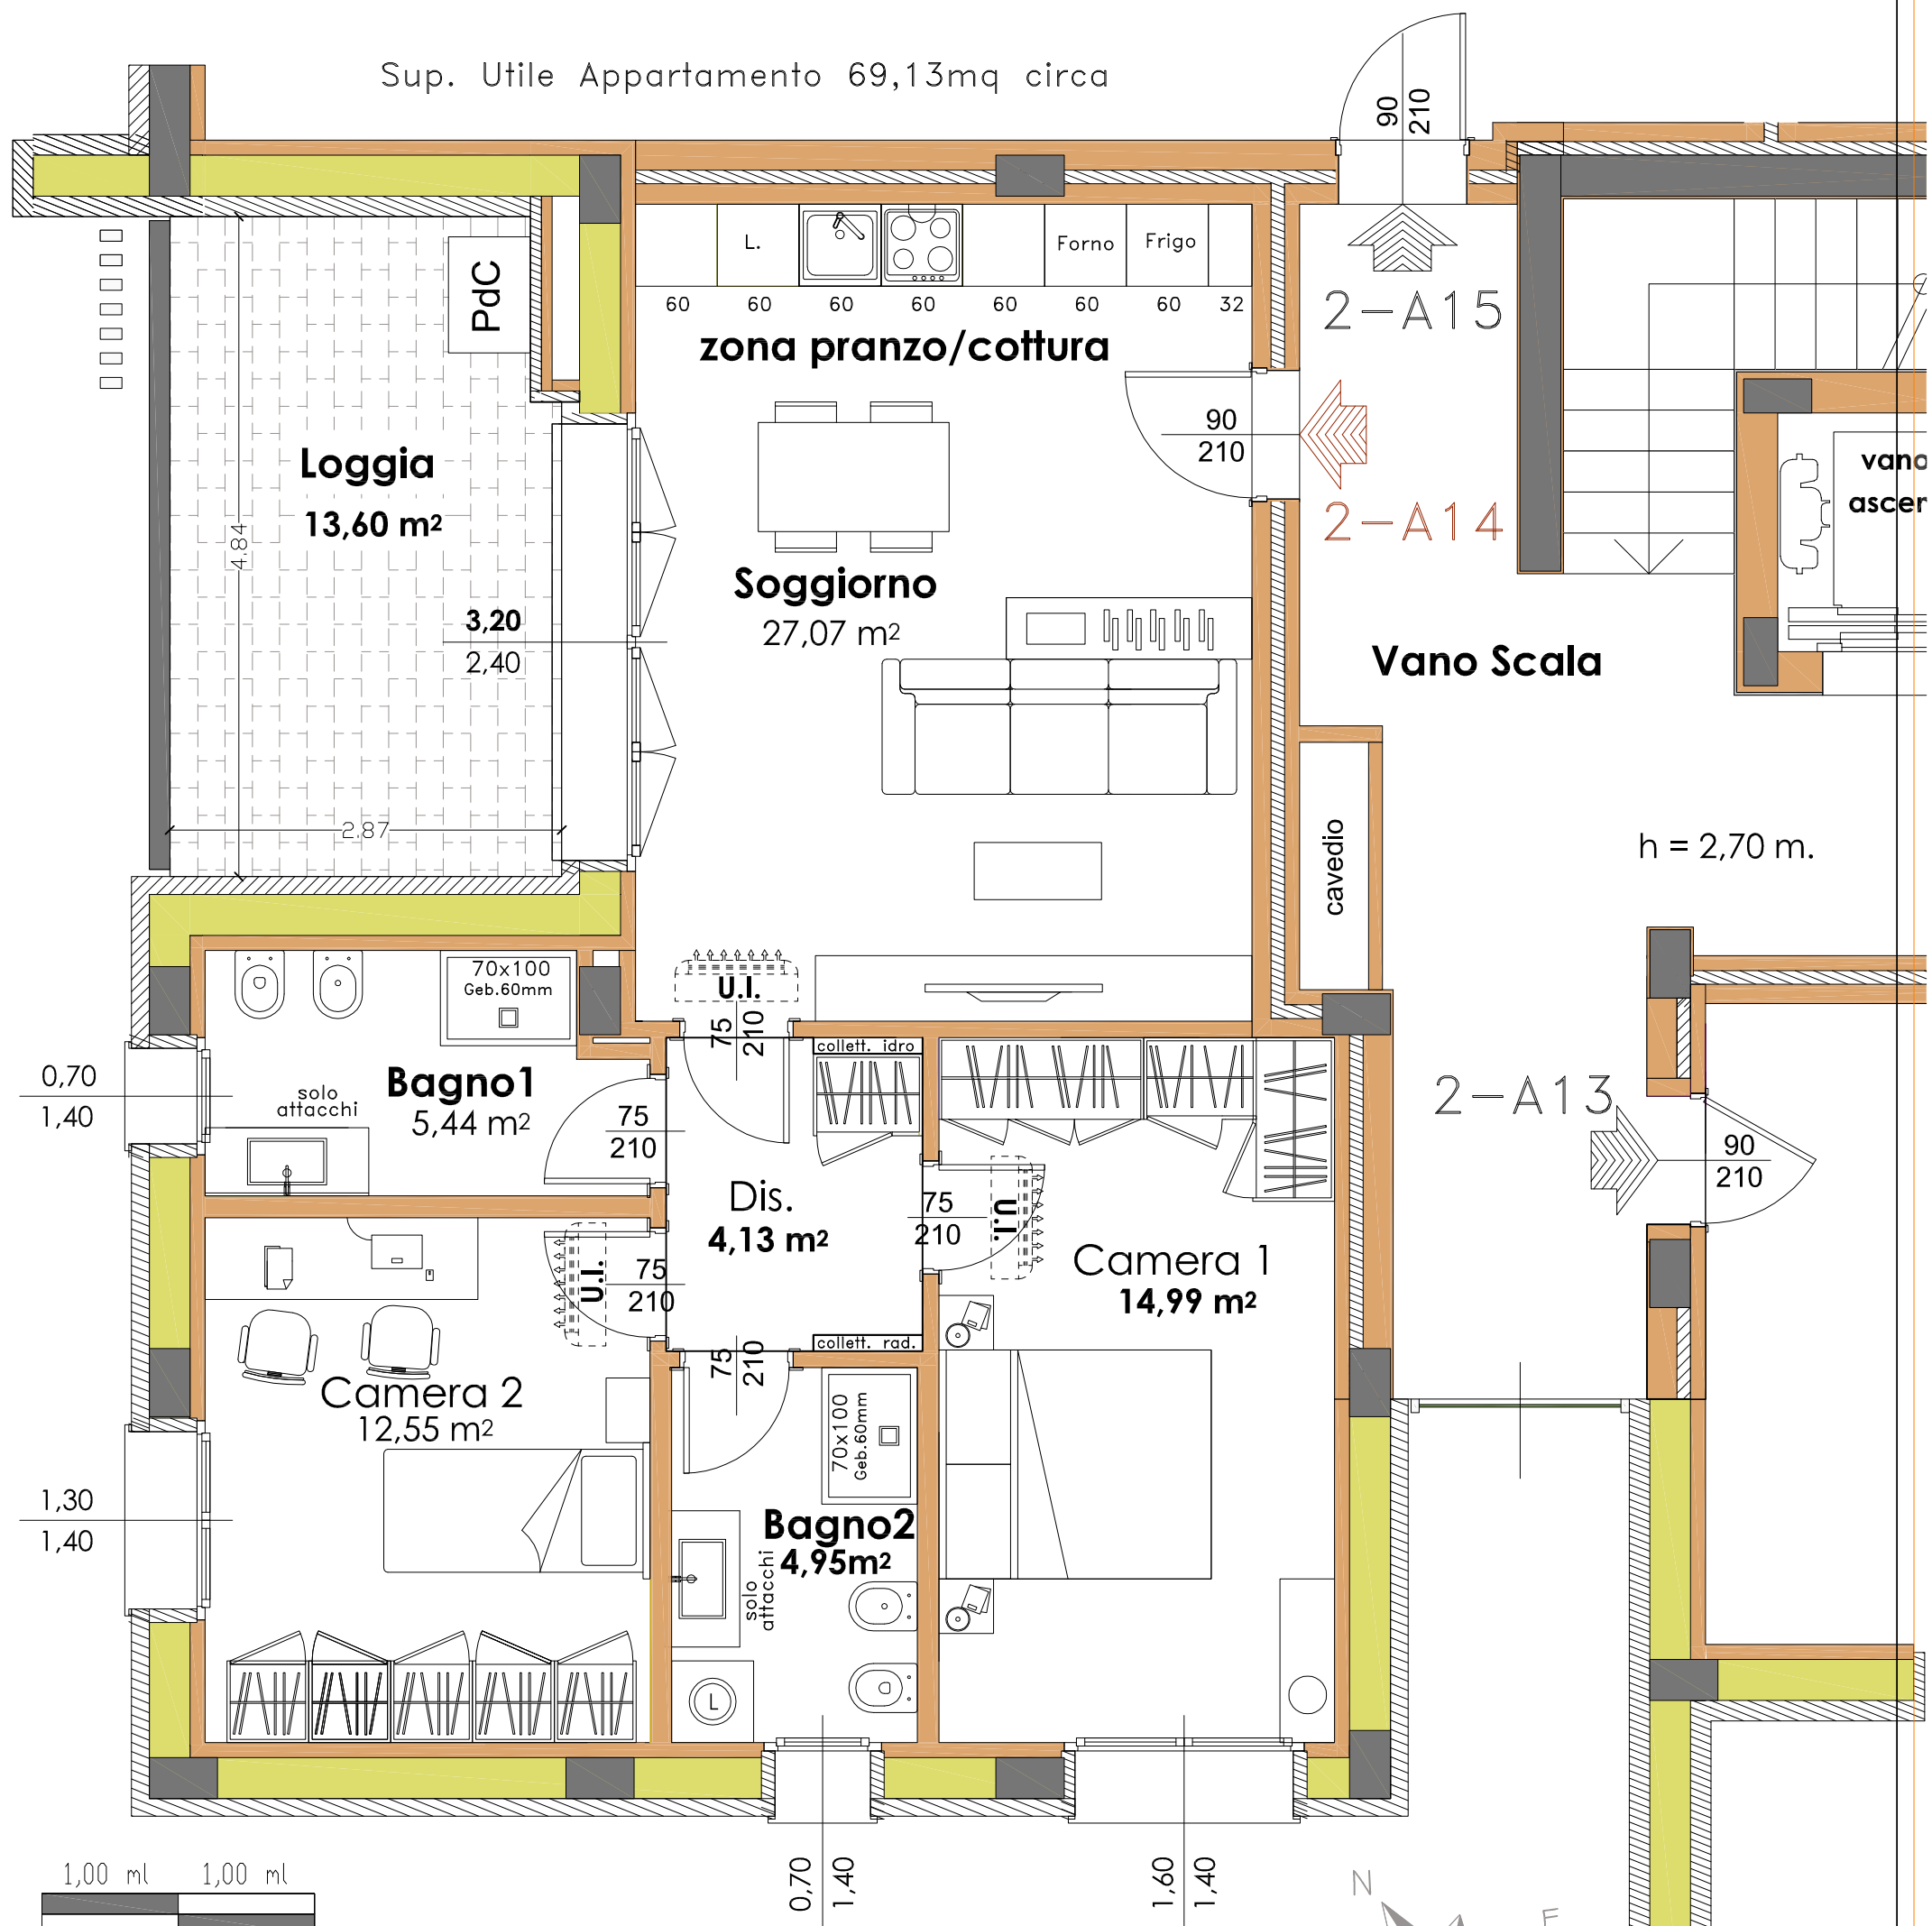 Sup. Utile Appartamento 69,13mq circa
90
210
L.
Forno
Frigo
60
60
60
60
60
60
60
32
zona pranzo/cottura
PdC
2-A15
90
210
2-A14
Loggia
13,60 m²
4.84
3,20
2,40
2.87
Soggiorno
27,07 m²
Vano Scala
cavedio
h = 2,70 m.
70x100
Geb.60mm
U.I.
75
210
collett. idro
0,70
1,40
solo
attacchi
Bagno1
5,44 m²
75
210
2-A13
90
210
Dis.
4,13 m²
75
210
U.I.
Camera 1
14,99 m²
U.I.
75
210
collett. rad.
75
210
Camera 2
12,55 m²
70x100
Geb.60mm
1,30
1,40
Bagno2
4,95m²
solo
attacchi
L
1,00 ml
1,00 ml
0,70
1,40
1,60
1,40
N